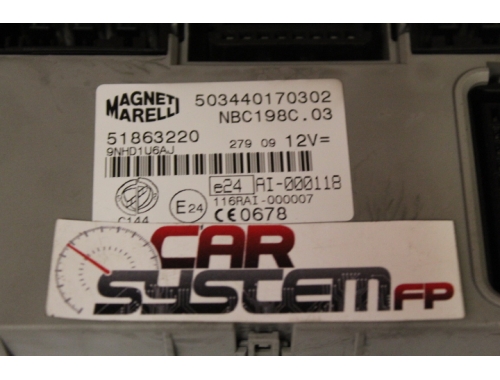 MAGNETI MARELLI
503440170302
NBC198C.03
51863220
279 09 12V=
9NHD1U6AJ
e24 AI-000118
116RAI-000007
C144
E24
CE0678
CAR
SYSTEM FP